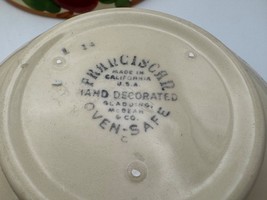 FRANCISCAN
MADE IN
CALIFORNIA
U.S.A.
HAND DECORATED
GLADDING,
McBEAN
& CO.
OVEN-SAFE